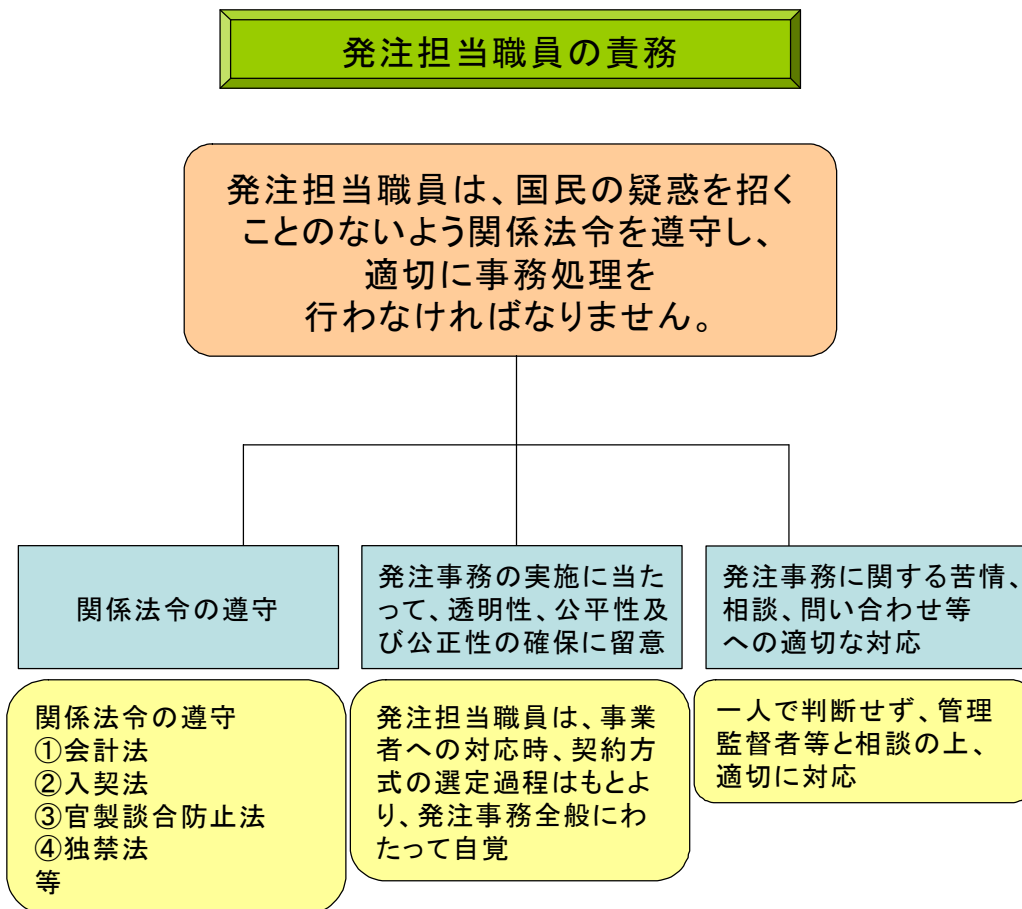 発注担当職員の責務
発注担当職員は、国民の疑惑を招く
ことのないよう関係法令を遵守し、
適切に事務処理を
行わなければなりません。
関係法令の遵守
発注事務の実施に当た
って、透明性、公平性及
び公正性の確保に留意
発注事務に関する苦情、
相談、問い合わせ等
への適切な対応
関係法令の遵守
①会計法
②入契法
③官製談合防止法
④独禁法
等
発注担当職員は、事業
者への対応時、契約方
式の選定過程はもとよ
り、発注事務全般にわ
たって自覚
一人で判断せず、管理
監督者等と相談の上、
適切に対応